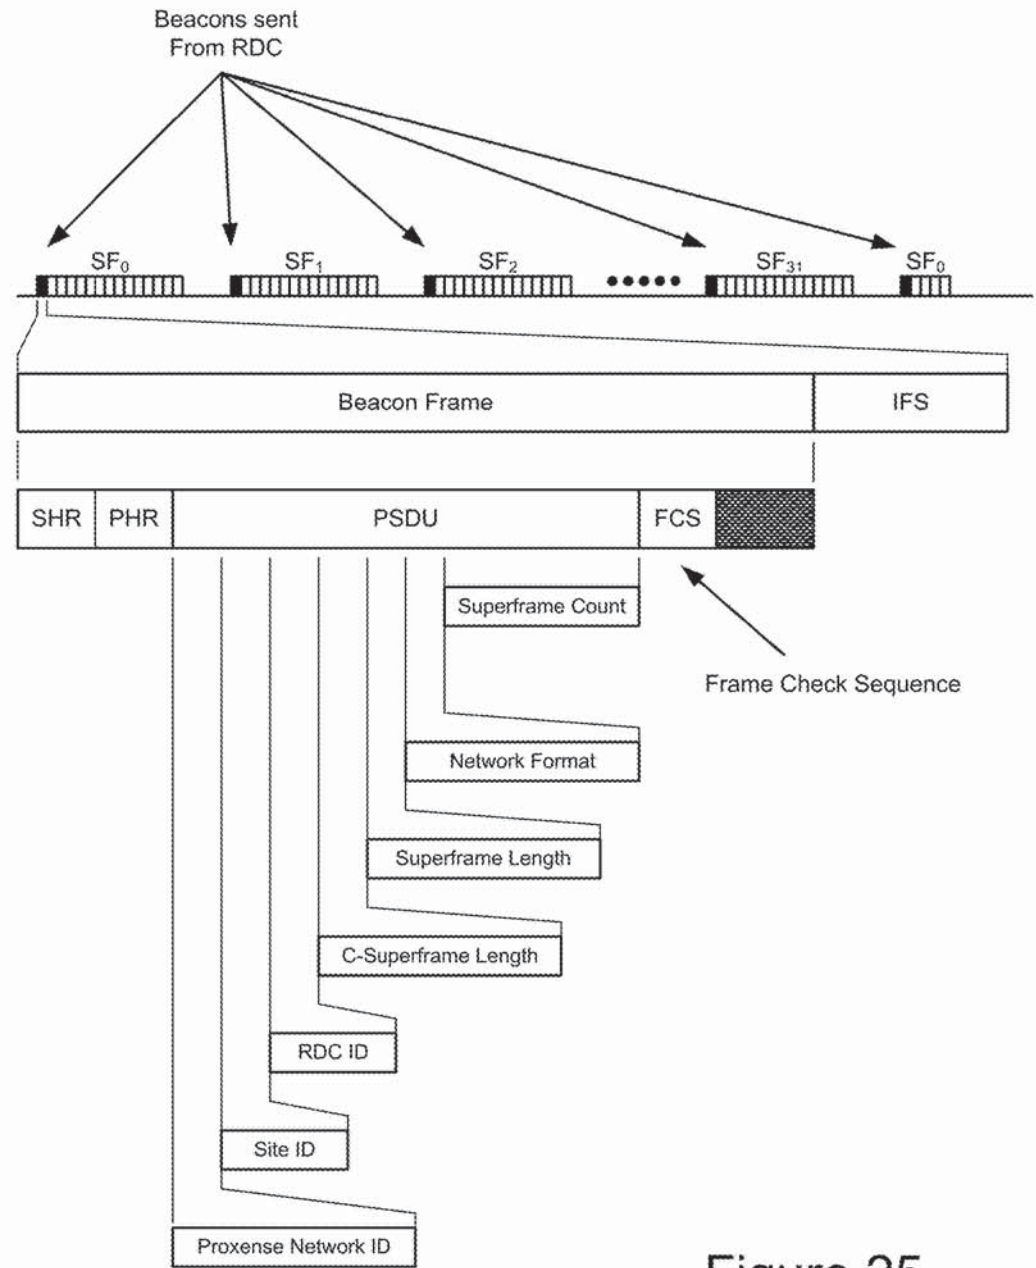 Beacons sent
From RDC
SF₀ SF₁ SF₂ SF₃₁ SF₀
Beacon Frame IFS
SHR PHR PSDU FCS
Superframe Count
Frame Check Sequence
Network Format
Superframe Length
C-Superframe Length
RDC ID
Site ID
Proxense Network ID